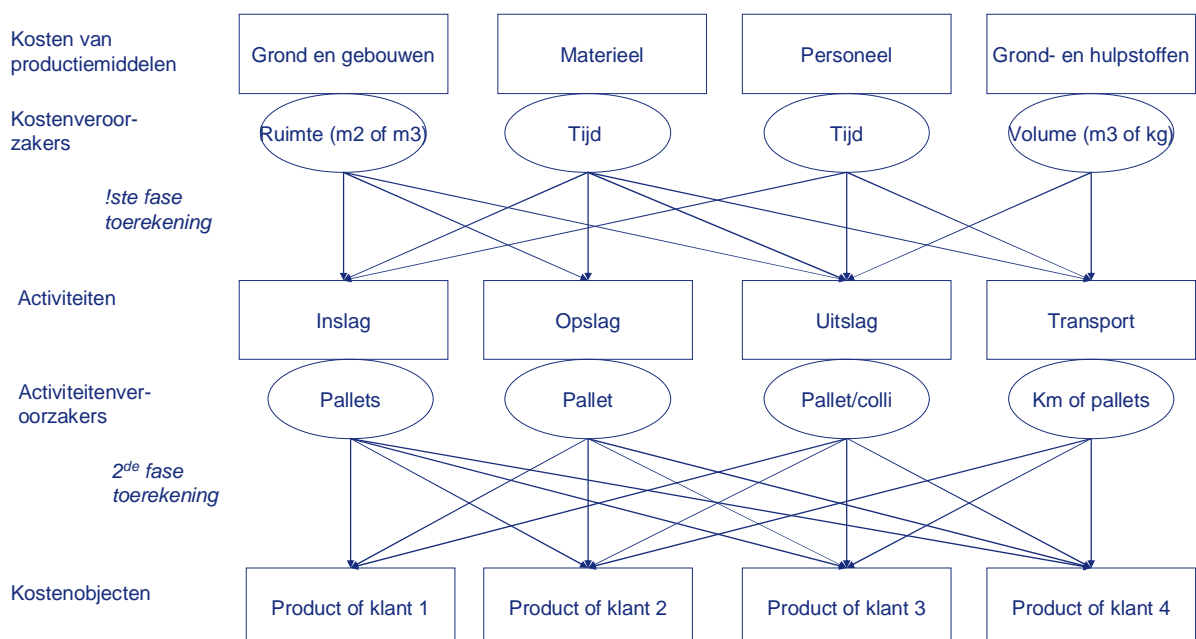 Kosten van
productiemiddelen
Grond en gebouwen
Materieel
Personeel
Grond- en hulpstoffen
Kostenveroor-
zakers
Ruimte (m2 of m3)
Tijd
Tijd
Volume (m3 of kg)
!ste fase
toerekening
Activiteiten
Inslag
Opslag
Uitslag
Transport
Activiteitenver-
oorzakers
Pallets
Pallet
Pallet/colli
Km of pallets
2de fase
toerekening
Kostenobjecten
Product of klant 1
Product of klant 2
Product of klant 3
Product of klant 4